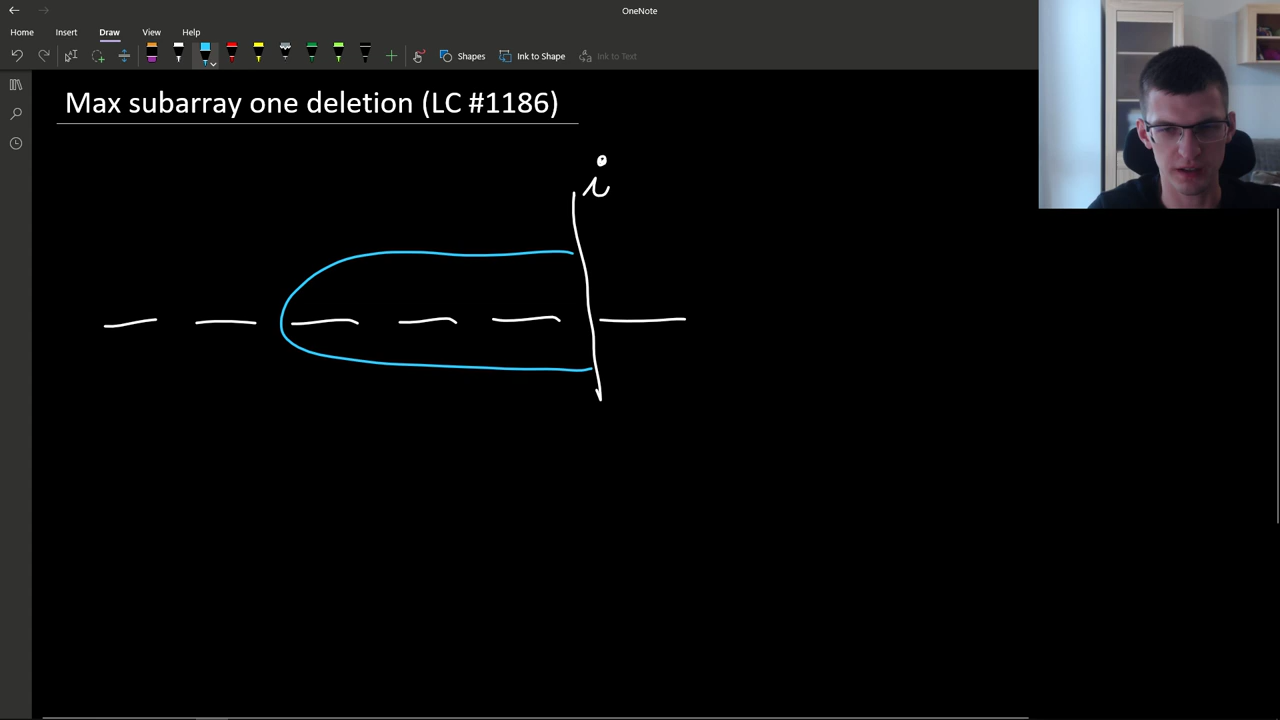 OneNote
Home Insert Draw View Help
Shapes Ink to Shape Ink to Text
Max subarray one deletion (LC #1186)
i